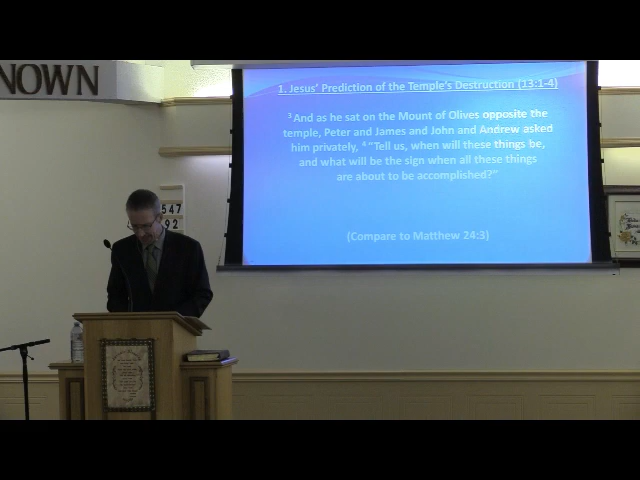 NOWN
1. Jesus' Prediction of the Temple's Destruction (13:1-4)
³And as he sat on the Mount of Olives opposite the
temple, Peter and James and John and Andrew asked
him privately, ⁴"Tell us, when will these things be,
and what will be the sign when all these things
are about to be accomplished?"
(Compare to Matthew 24:3)
547
92